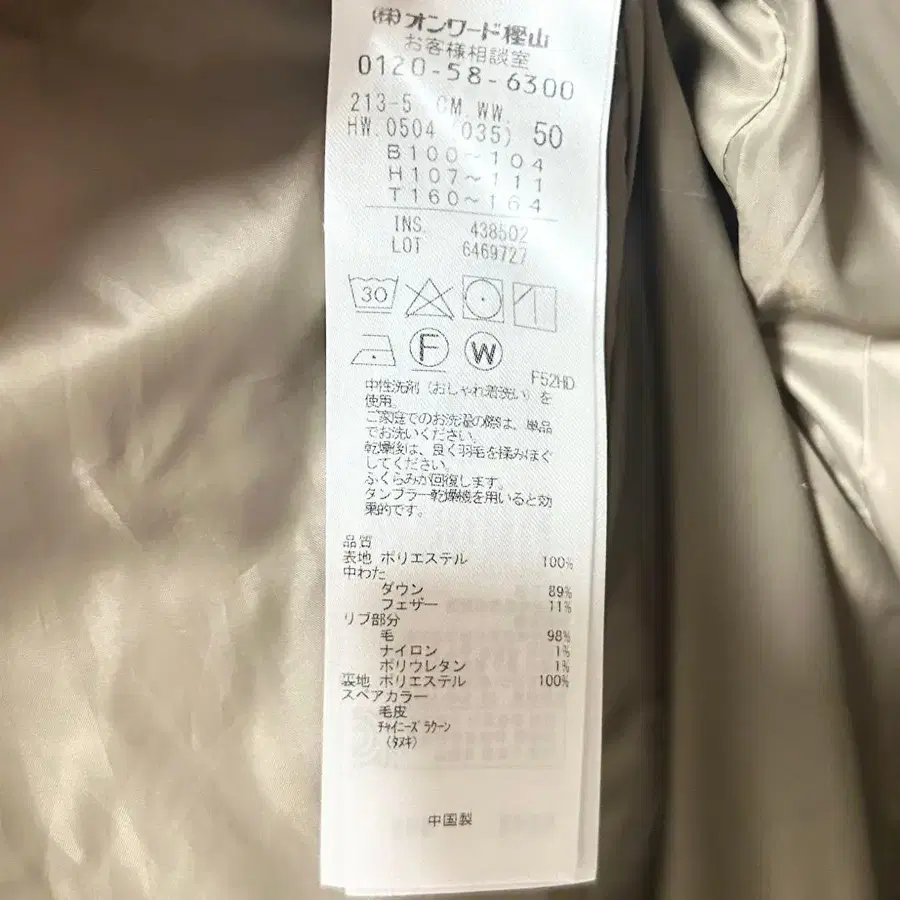 (株)オンワード樫山
お客様相談室
0120-58-6300
213-5 CM.WW.
HW.0504 (035) 50
B100〜104
H107〜111
T160〜164
INS. 438502
LOT 6469727
30
F W
F52HD
中性洗剤(おしゃれ着洗い)を
使用。
ご家庭でのお洗濯の際は、単品
でお洗いください。
乾燥後は、良く羽毛を揉みほぐ
してください。
ふくらみが回復します。
タンブラー乾燥機を用いると効
果的です。
品質
表地 ポリエステル 100%
中わた
ダウン 89%
フェザー 11%
リブ部分
毛 98%
ナイロン 1%
ポリウレタン 1%
裏地 ポリエステル 100%
スペアカラー
毛皮
チャイニーズラクーン
(タヌキ)
中国製